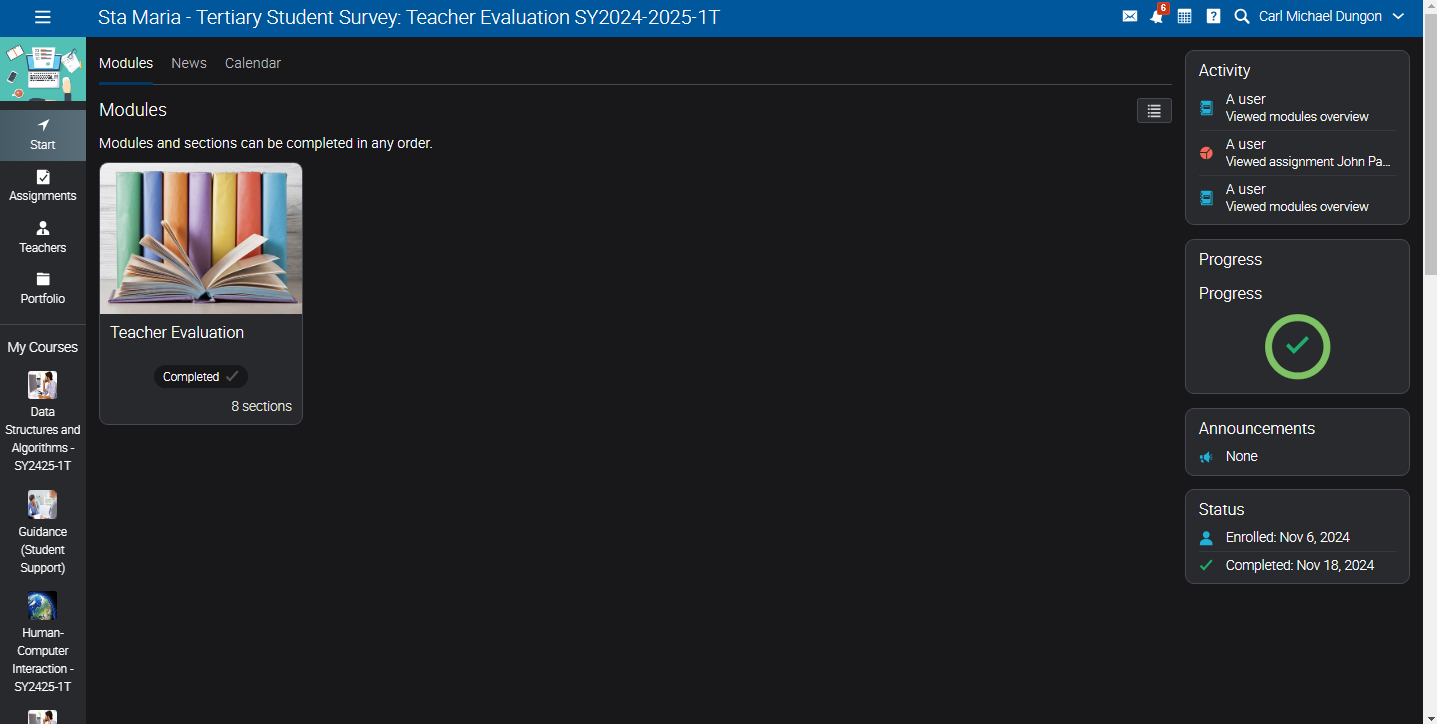 Sta Maria - Tertiary Student Survey: Teacher Evaluation SY2024-2025-1T
6
Carl Michael Dungon
Start
Assignments
Teachers
Portfolio
My Courses
Data
Structures and
Algorithms -
SY2425-1T
Guidance
(Student
Support)
Human-
Computer
Interaction -
SY2425-1T
Modules News Calendar
Modules
Modules and sections can be completed in any order.
Teacher Evaluation
Completed
8 sections
Activity
A user
Viewed modules overview
A user
Viewed assignment John Pa...
A user
Viewed modules overview
Progress
Progress
Announcements
None
Status
Enrolled: Nov 6, 2024
Completed: Nov 18, 2024